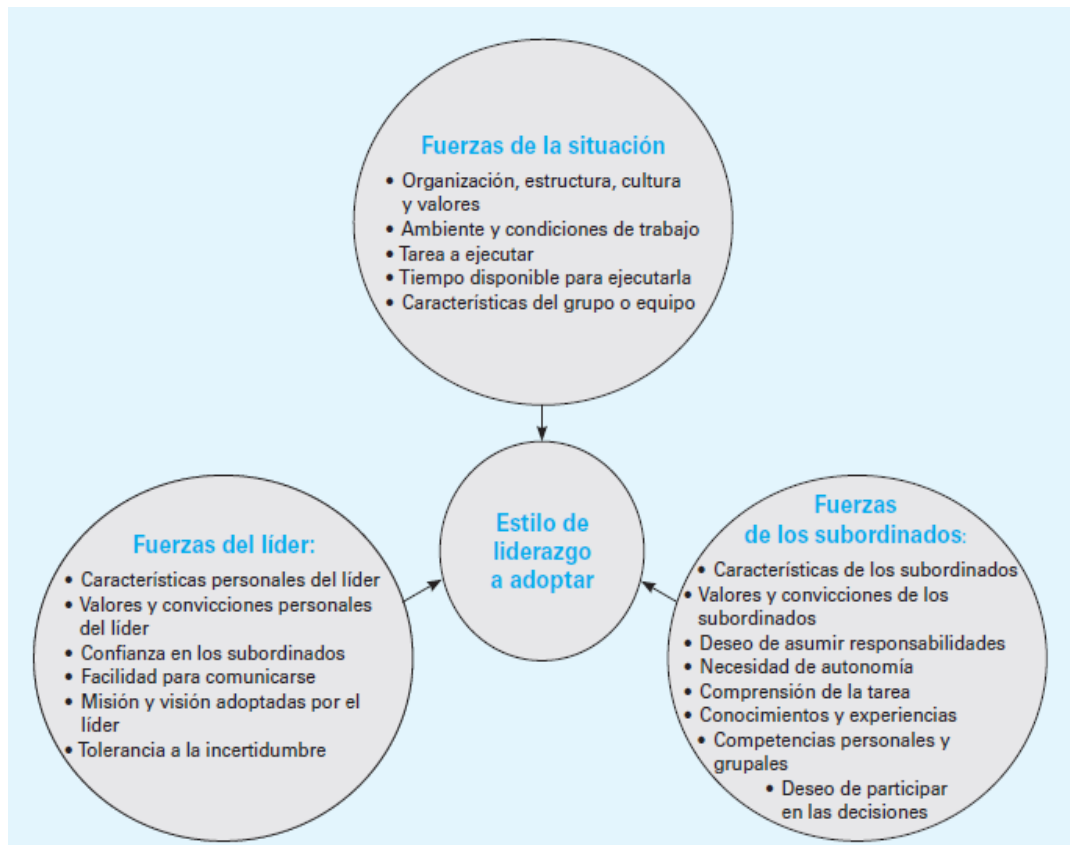 Fuerzas de la situación
• Organización, estructura, cultura
y valores
• Ambiente y condiciones de trabajo
• Tarea a ejecutar
• Tiempo disponible para ejecutarla
• Características del grupo o equipo
Estilo de
liderazgo
a adoptar
Fuerzas del líder:
• Características personales del líder
• Valores y convicciones personales
del líder
• Confianza en los subordinados
• Facilidad para comunicarse
• Misión y visión adoptadas por el
líder
• Tolerancia a la incertidumbre
Fuerzas
de los subordinados:
• Características de los subordinados
• Valores y convicciones de los
subordinados
• Deseo de asumir responsabilidades
• Necesidad de autonomía
• Comprensión de la tarea
• Conocimientos y experiencias
• Competencias personales y
grupales
• Deseo de participar
en las decisiones